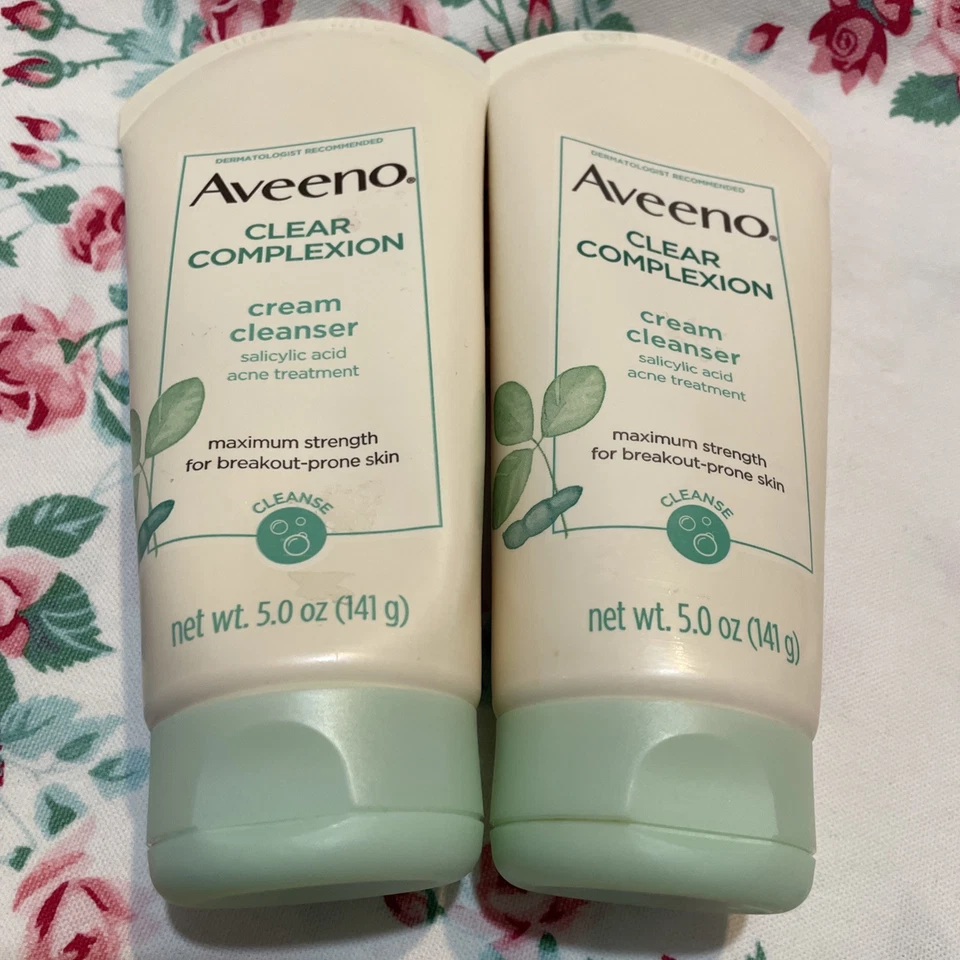 DERMATOLOGIST RECOMMENDED
Aveeno®
CLEAR
COMPLEXION
cream
cleanser
salicylic acid
acne treatment
maximum strength
for breakout-prone skin
CLEANSE
net wt. 5.0 oz (141 g)
DERMATOLOGIST RECOMMENDED
Aveeno®
CLEAR
COMPLEXION
cream
cleanser
salicylic acid
acne treatment
maximum strength
for breakout-prone skin
CLEANSE
net wt. 5.0 oz (141 g)